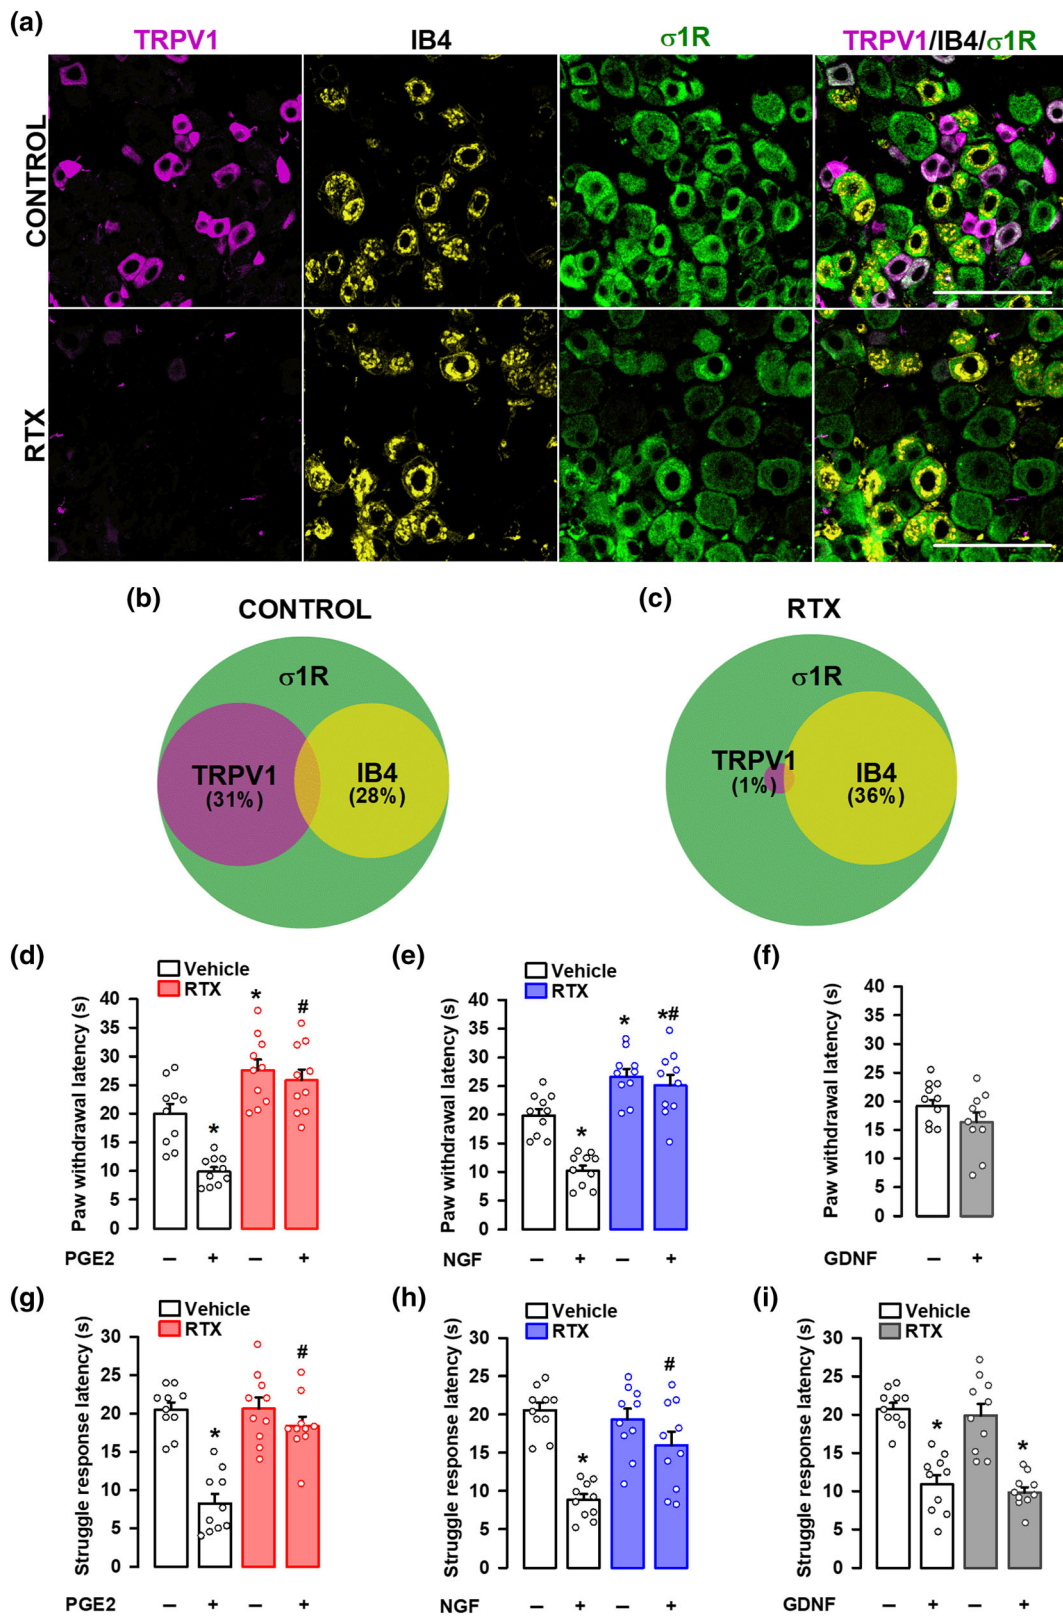 (a)
TRPV1 IB4 σ1R TRPV1/IB4/σ1R
CONTROL
RTX
(b) CONTROL
σ1R
TRPV1
(31%)
IB4
(28%)
(c) RTX
σ1R
TRPV1
(1%)
IB4
(36%)
(d)
Vehicle
RTX
Paw withdrawal latency (s)
40
35
30
25
20
15
10
5
0
* * #
PGE2 – + – +
(e)
Vehicle
RTX
Paw withdrawal latency (s)
40
35
30
25
20
15
10
5
0
* * *#
NGF – + – +
(f)
Paw withdrawal latency (s)
40
35
30
25
20
15
10
5
0
GDNF – +
(g)
Vehicle
RTX
Struggle response latency (s)
30
25
20
15
10
5
0
* #
PGE2 – + – +
(h)
Vehicle
RTX
Struggle response latency (s)
30
25
20
15
10
5
0
* #
NGF – + – +
(i)
Vehicle
RTX
Struggle response latency (s)
30
25
20
15
10
5
0
* *
GDNF – + – +